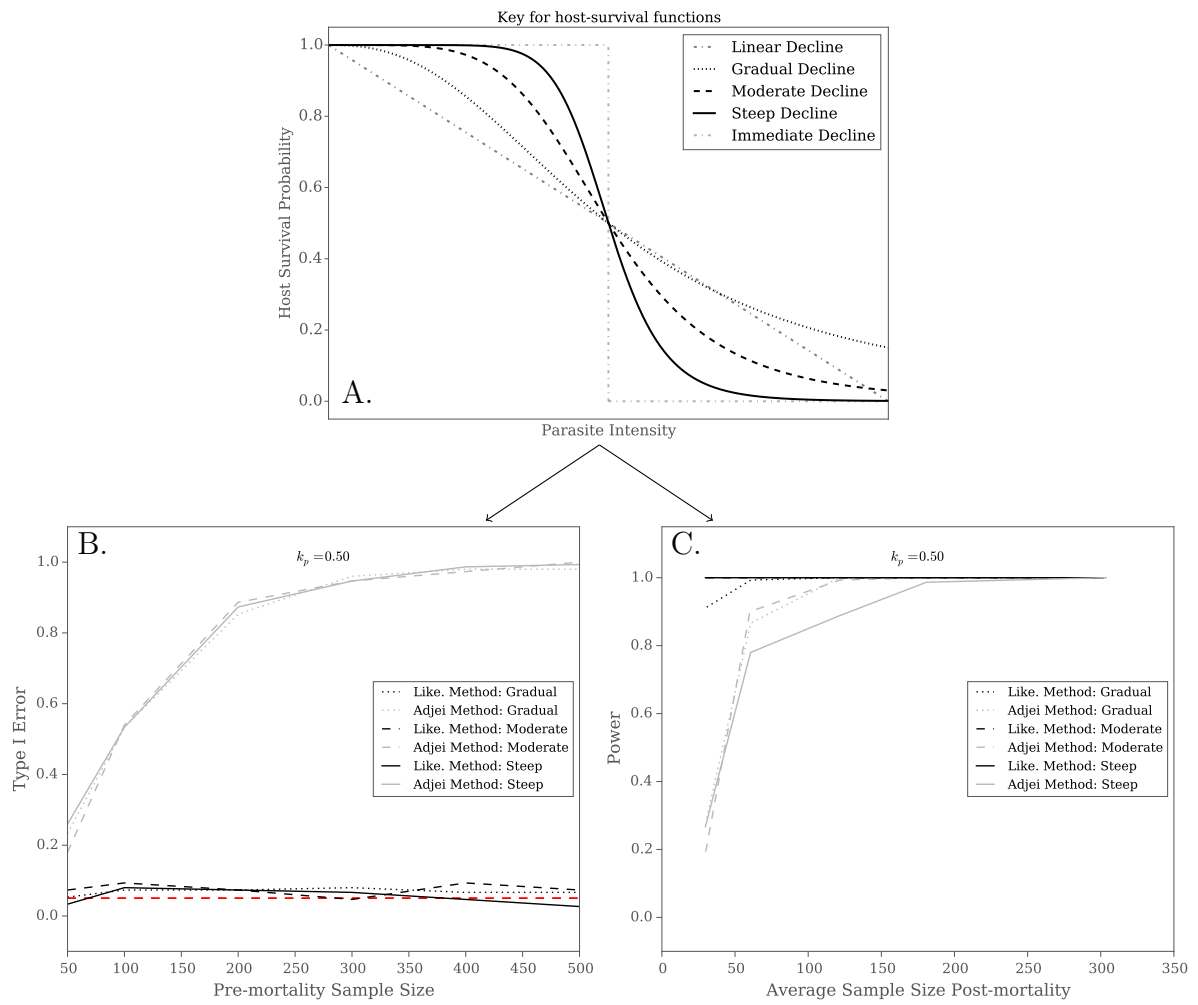 Key for host-survival functions
1.0
0.8
0.6
0.4
0.2
0.0
Host Survival Probability
Linear Decline
Gradual Decline
Moderate Decline
Steep Decline
Immediate Decline
A.
Parasite Intensity
B.
k_p =0.50
1.0
0.8
0.6
0.4
0.2
0.0
Type I Error
Like. Method: Gradual
Adjei Method: Gradual
Like. Method: Moderate
Adjei Method: Moderate
Like. Method: Steep
Adjei Method: Steep
50 100 150 200 250 300 350 400 450 500
Pre-mortality Sample Size
C.
k_p =0.50
1.0
0.8
0.6
0.4
0.2
0.0
Power
Like. Method: Gradual
Adjei Method: Gradual
Like. Method: Moderate
Adjei Method: Moderate
Like. Method: Steep
Adjei Method: Steep
0 50 100 150 200 250 300 350
Average Sample Size Post-mortality